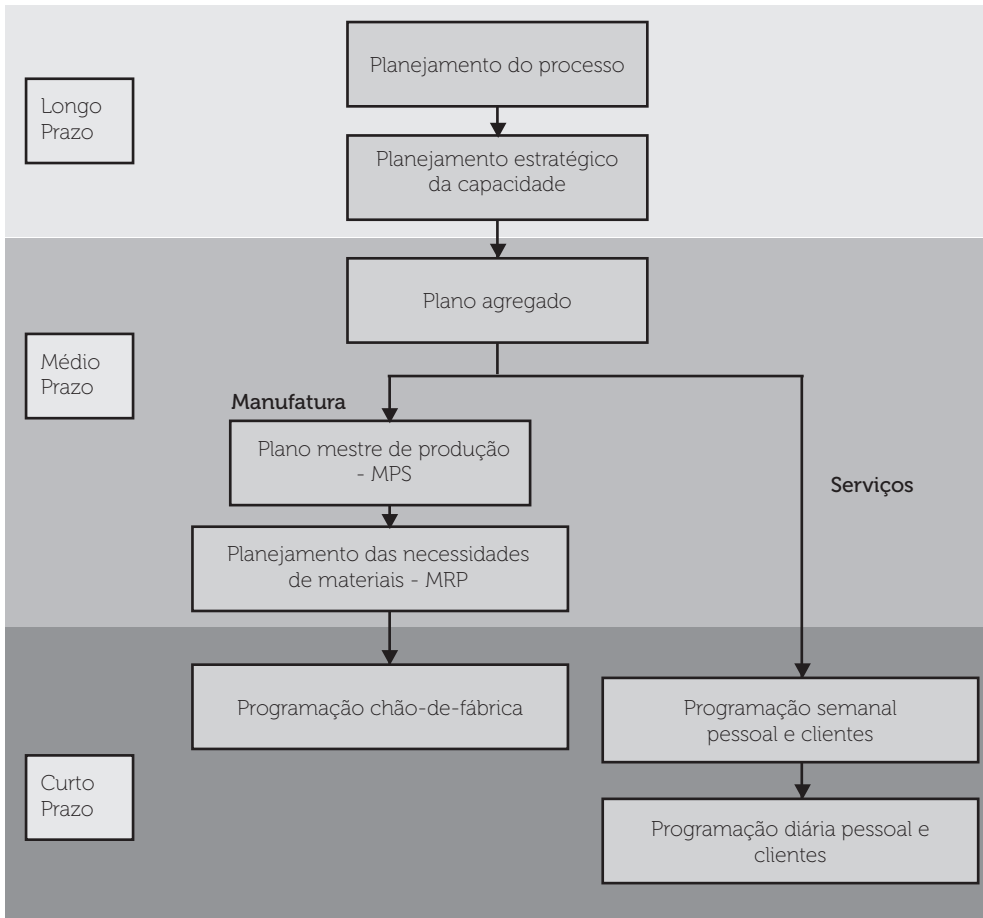 Planejamento do processo
Longo
Prazo
Planejamento estratégico
da capacidade
Plano agregado
Médio
Prazo
Manufatura
Plano mestre de produção
- MPS
Serviços
Planejamento das necessidades
de materiais - MRP
Programação chão-de-fábrica
Programação semanal
pessoal e clientes
Curto
Prazo
Programação diária pessoal e
clientes